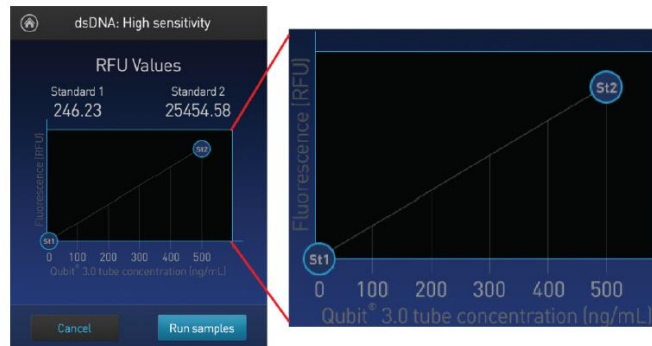 dsDNA: High sensitivity
RFU Values
Standard 1 Standard 2
246.23 25454.58
Fluorescence (RFU)
St2
St1
0 100 200 300 400 500
Qubit® 3.0 tube concentration (ng/mL)
Cancel Run samples
Fluorescence (RFU)
St2
St1
0 100 200 300 400 500
Qubit® 3.0 tube concentration (ng/mL)